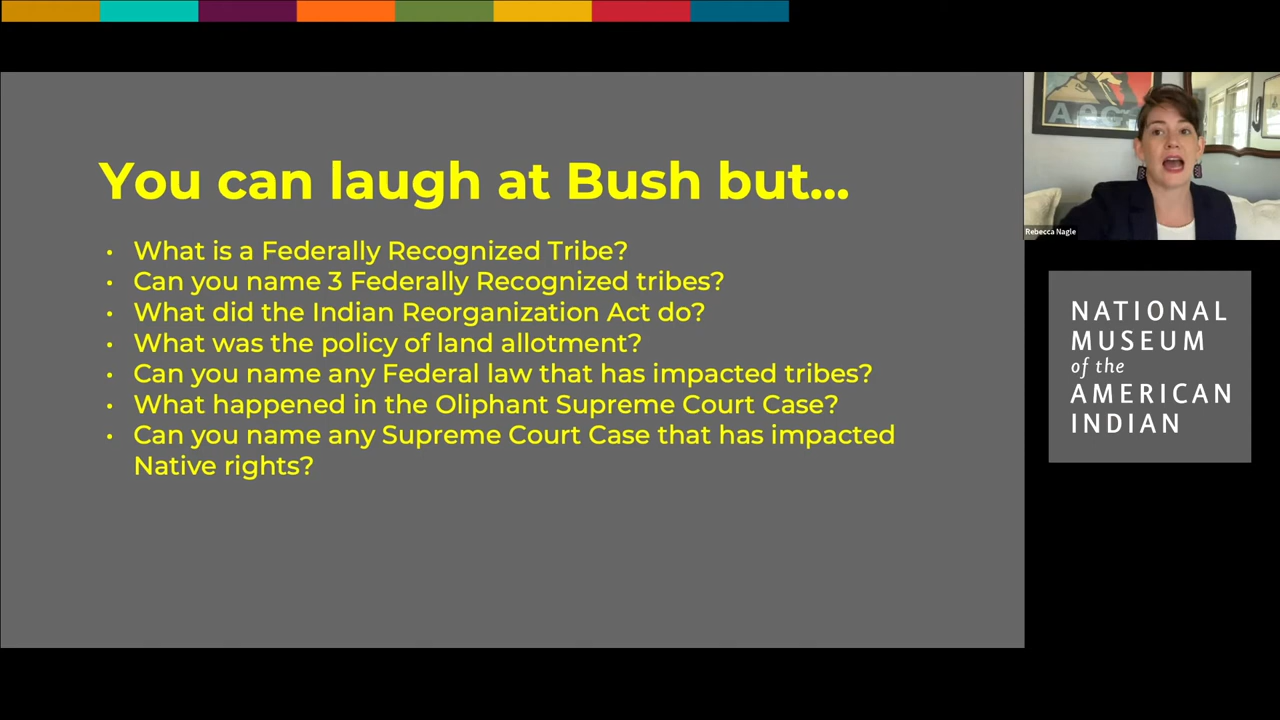 You can laugh at Bush but...
• What is a Federally Recognized Tribe?
• Can you name 3 Federally Recognized tribes?
• What did the Indian Reorganization Act do?
• What was the policy of land allotment?
• Can you name any Federal law that has impacted tribes?
• What happened in the Oliphant Supreme Court Case?
• Can you name any Supreme Court Case that has impacted
Native rights?
Rebecca Nagle
NATIONAL
MUSEUM
of the
AMERICAN
INDIAN